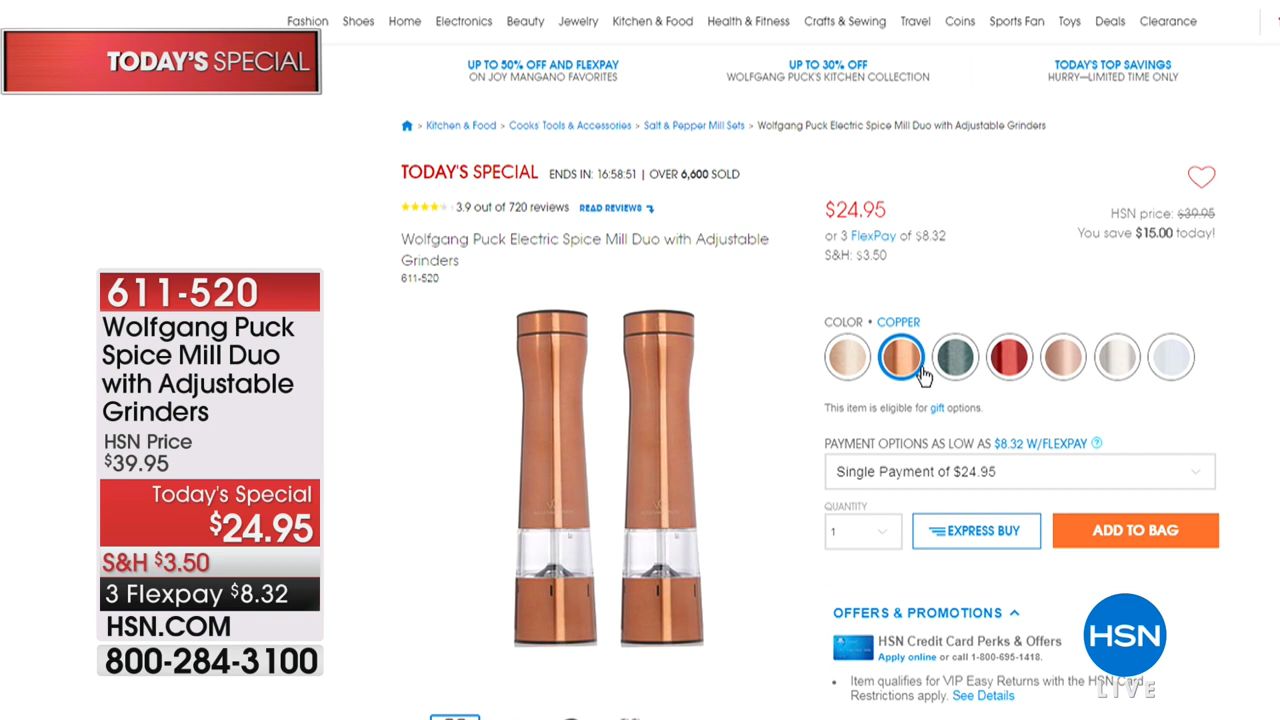 Fashion Shoes Home Electronics Beauty Jewelry Kitchen & Food Health & Fitness Crafts & Sewing Travel Coins Sports Fan Toys Deals Clearance
TODAY'S SPECIAL
UP TO 50% OFF AND FLEXPAY
ON JOY MANGANO FAVORITES
UP TO 30% OFF
WOLFGANG PUCK'S KITCHEN COLLECTION
TODAY'S TOP SAVINGS
HURRY—LIMITED TIME ONLY
> Kitchen & Food > Cooks' Tools & Accessories > Salt & Pepper Mill Sets > Wolfgang Puck Electric Spice Mill Duo with Adjustable Grinders
TODAY'S SPECIAL ENDS IN: 16:58:51 | OVER 6,600 SOLD
3.9 out of 720 reviews READ REVIEWS
Wolfgang Puck Electric Spice Mill Duo with Adjustable
Grinders
611-520
$24.95
or 3 FlexPay of $8.32
S&H: $3.50
HSN price: $39.95
You save $15.00 today!
COLOR • COPPER
This item is eligible for gift options.
PAYMENT OPTIONS AS LOW AS $8.32 W/FLEXPAY ?
Single Payment of $24.95
QUANTITY
1
EXPRESS BUY
ADD TO BAG
OFFERS & PROMOTIONS
HSN Credit Card Perks & Offers
Apply online or call 1-800-695-1418.
• Item qualifies for VIP Easy Returns with the HSN Card.
Restrictions apply. See Details
611-520
Wolfgang Puck
Spice Mill Duo
with Adjustable
Grinders
HSN Price
$39.95
Today's Special
$24.95
S&H $3.50
3 Flexpay $8.32
HSN.COM
800-284-3100
HSN
LIVE